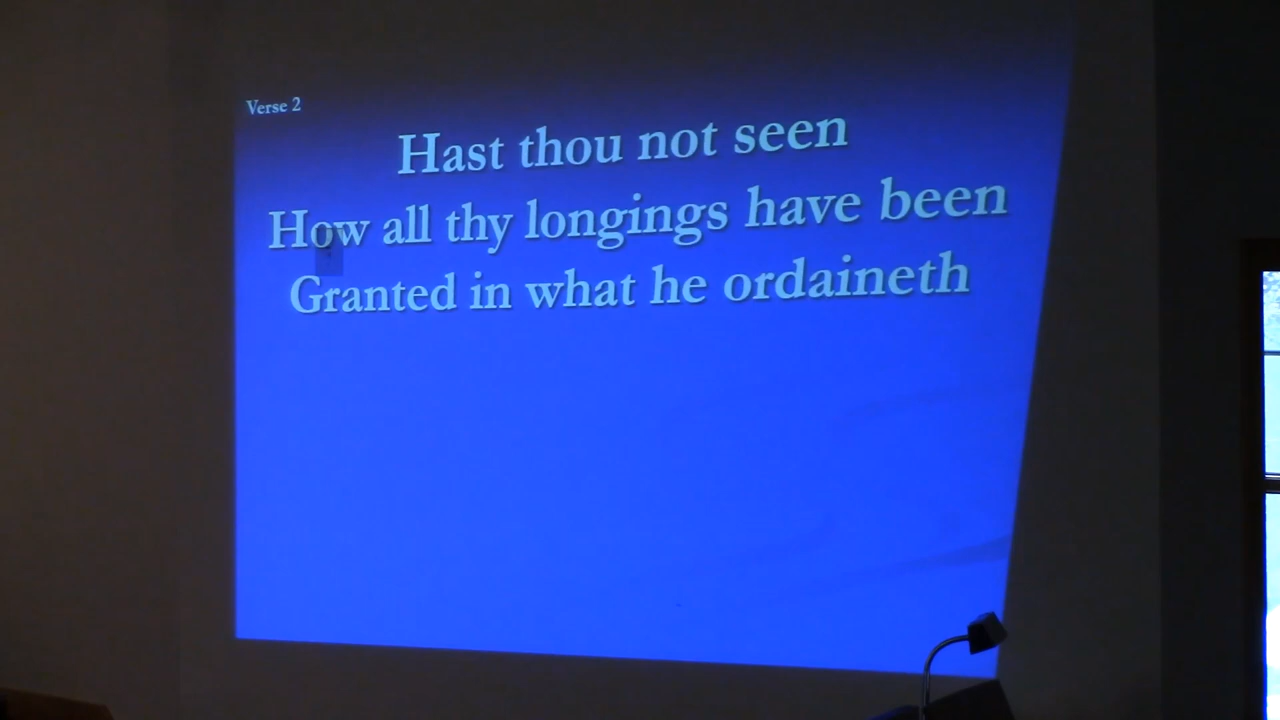 Verse 2
Hast thou not seen
How all thy longings have been
Granted in what he ordaineth